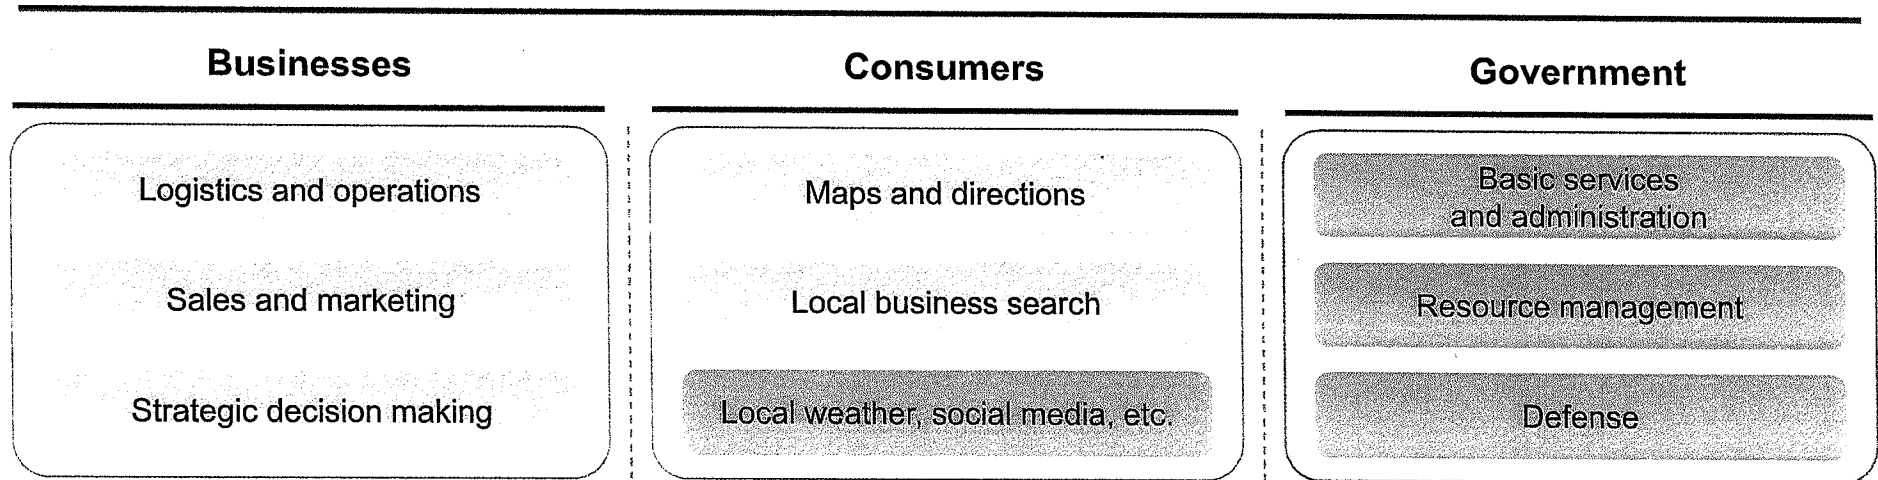 Businesses
Logistics and operations
Sales and marketing
Strategic decision making
Consumers
Maps and directions
Local business search
Local weather, social media, etc.
Government
Basic services
and administration
Resource management
Defense